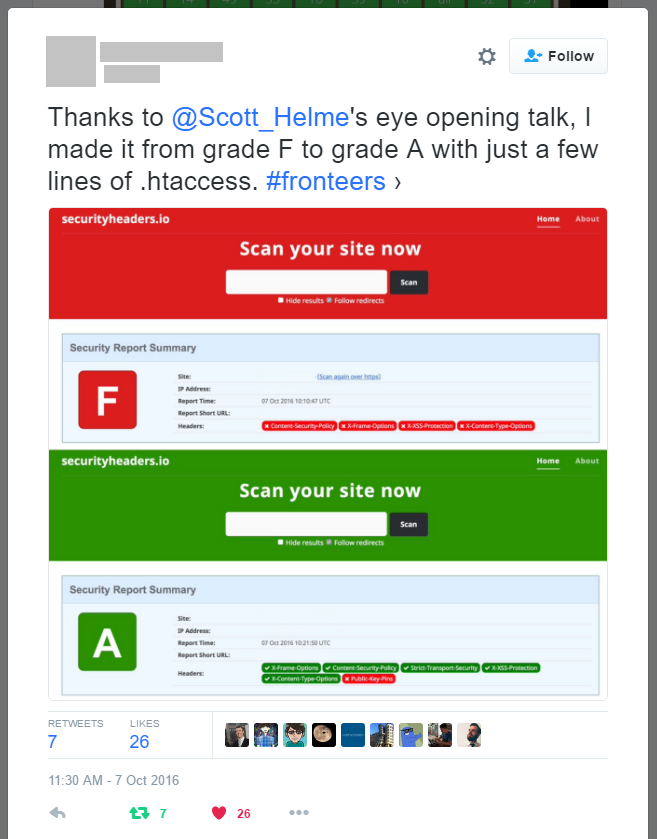 Follow
Thanks to @Scott_Helme's eye opening talk, I
made it from grade F to grade A with just a few
lines of .htaccess. #fronteers ›
securityheaders.io Home About
Scan your site now
Scan
Hide results Follow redirects
Security Report Summary
F
Site: (Scan again over https)
IP Address:
Report Time: 07 Oct 2016 10:10:47 UTC
Report Short URL:
Headers: Content-Security-Policy X-Frame-Options X-XSS-Protection X-Content-Type-Options
securityheaders.io Home About
Scan your site now
Scan
Hide results Follow redirects
Security Report Summary
A
Site:
IP Address:
Report Time: 07 Oct 2016 10:21:50 UTC
Report Short URL:
Headers: X-Frame-Options Content-Security-Policy Strict-Transport-Security X-XSS-Protection
X-Content-Type-Options Public-Key-Pins
RETWEETS LIKES
7 26
11:30 AM - 7 Oct 2016
7 26